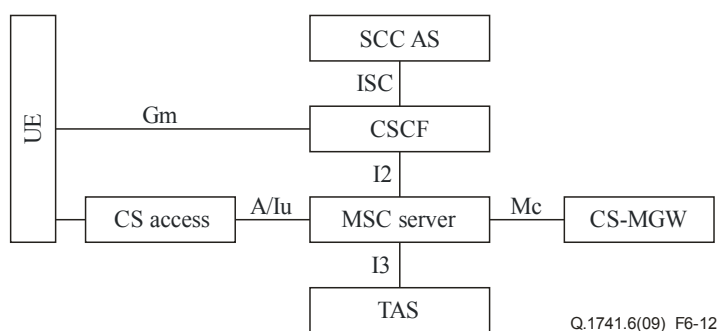 SCC AS
ISC
UE
Gm
CSCF
I2
CS access
A/Iu
MSC server
Mc
CS-MGW
I3
TAS
Q.1741.6(09)_F6-12